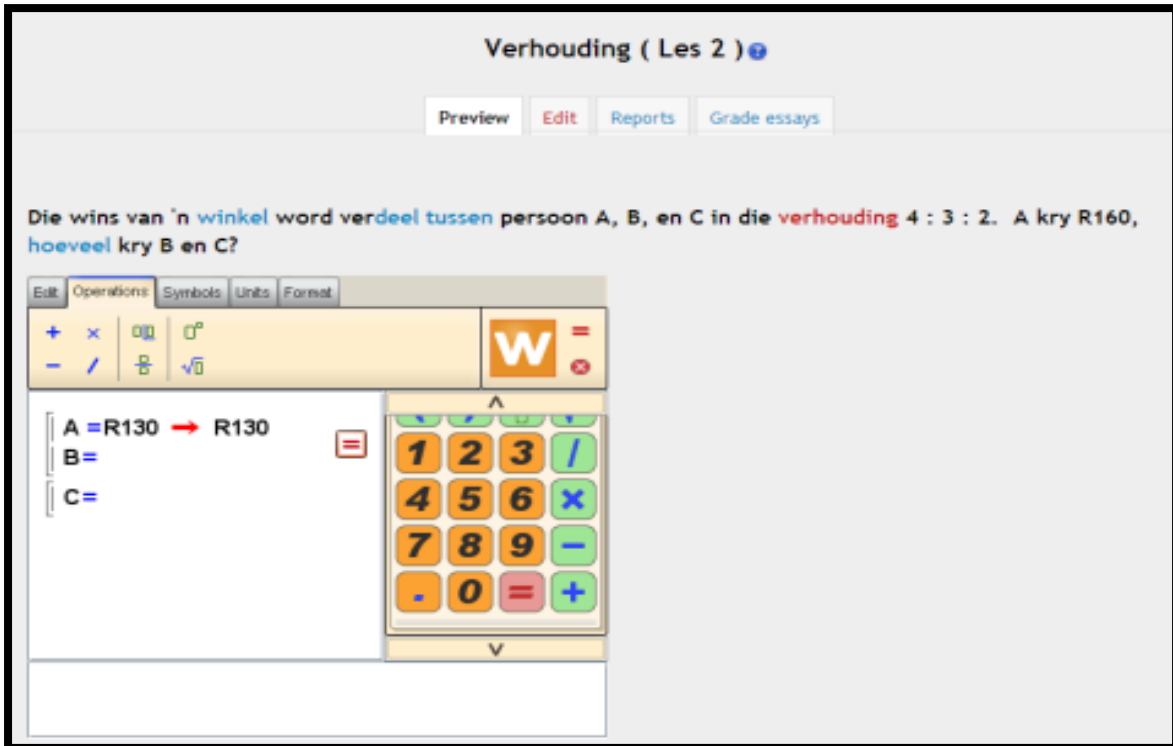 Verhouding ( Les 2 )
Preview Edit Reports Grade essays
Die wins van 'n winkel word verdeel tussen persoon A, B, en C in die verhouding 4 : 3 : 2. A kry R160,
hoeveel kry B en C?
Edit Operations Symbols Units Format
+ ×
− /
W =
A =R130 → R130 =
B=
C=
1 2 3 /
4 5 6 ×
7 8 9 −
. 0 = +